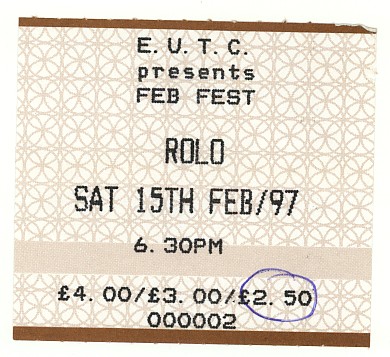 E. U. T. C.
presents
FEB FEST
ROLO
SAT 15TH FEB/97
6. 30PM
£4. 00/£3. 00/£2. 50
000002